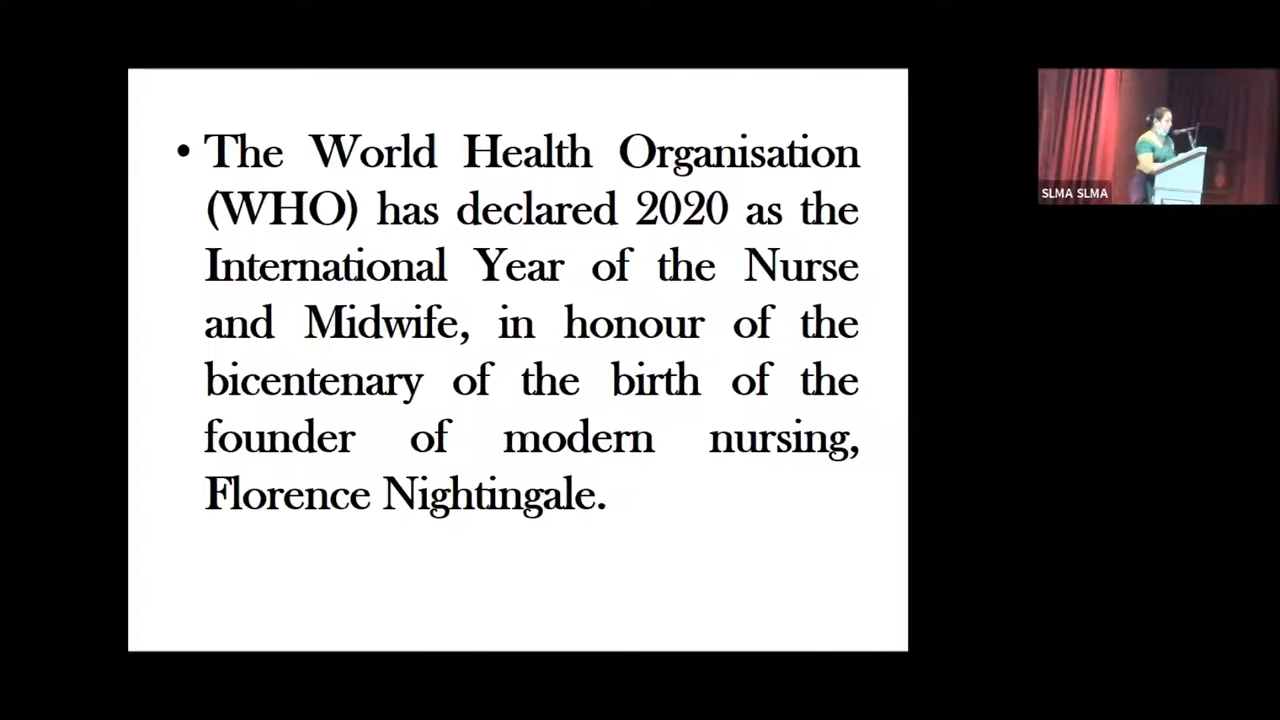 • The World Health Organisation
(WHO) has declared 2020 as the
International Year of the Nurse
and Midwife, in honour of the
bicentenary of the birth of the
founder of modern nursing,
Florence Nightingale.
SLMA SLMA